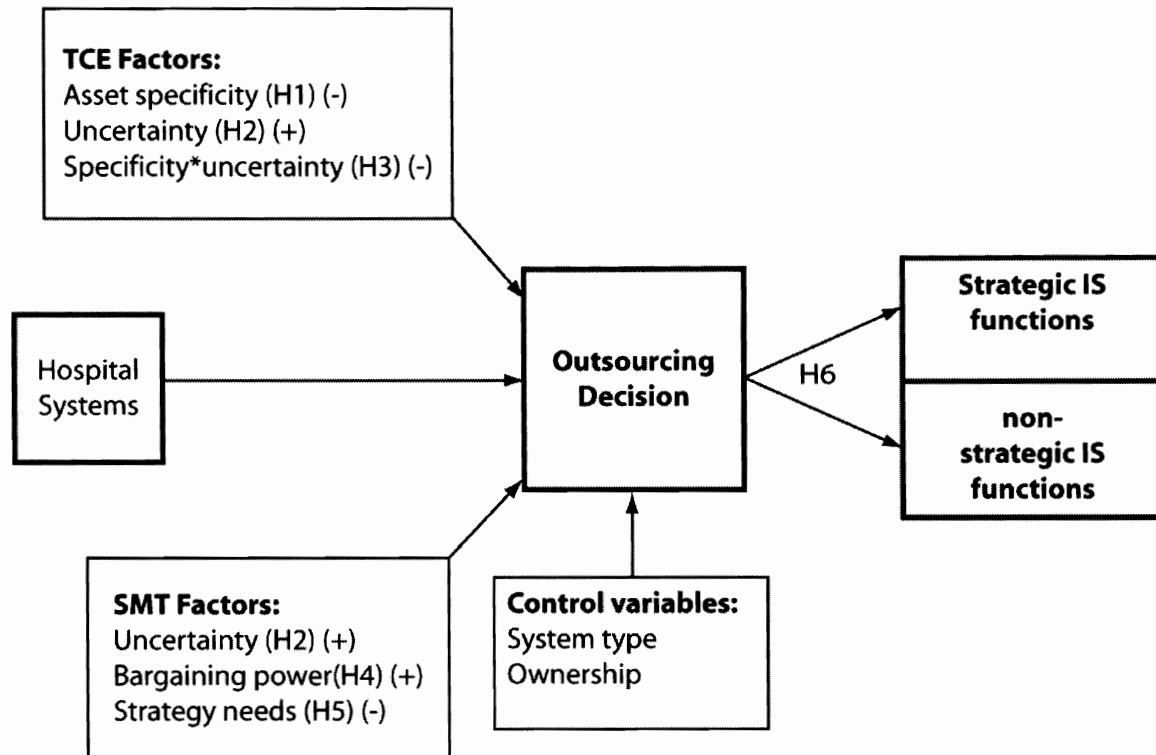 TCE Factors:
Asset specificity (H1) (-)
Uncertainty (H2) (+)
Specificity*uncertainty (H3) (-)
Hospital
Systems
Outsourcing
Decision
H6
Strategic IS
functions
non-
strategic IS
functions
SMT Factors:
Uncertainty (H2) (+)
Bargaining power(H4) (+)
Strategy needs (H5) (-)
Control variables:
System type
Ownership